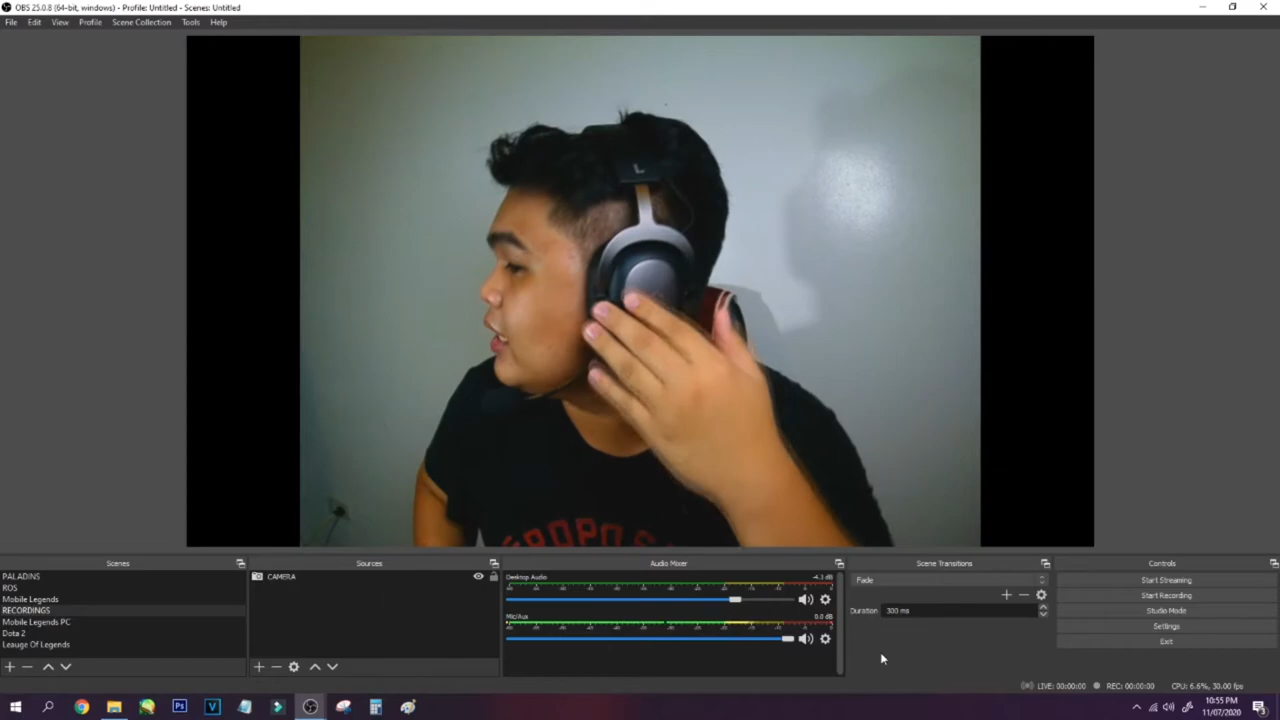 OBS 25.0.8 (64-bit, windows) - Profile: Untitled - Scenes: Untitled
File Edit View Profile Scene Collection Tools Help
L
Scenes
Sources
Audio Mixer
Scene Transitions
Controls
PALADINS
ROS
Mobile Legends
RECORDINGS
Mobile Legends PC
Dota 2
Leauge Of Legends
CAMERA
Desktop Audio -4.3 dB
Mic/Aux 0.0 dB
Fade
Duration 300 ms
Start Streaming
Start Recording
Studio Mode
Settings
Exit
LIVE: 00:00:00 REC: 00:00:00 CPU: 6.6%, 30.00 fps
Ps V
10:55 PM
11/07/2020
3